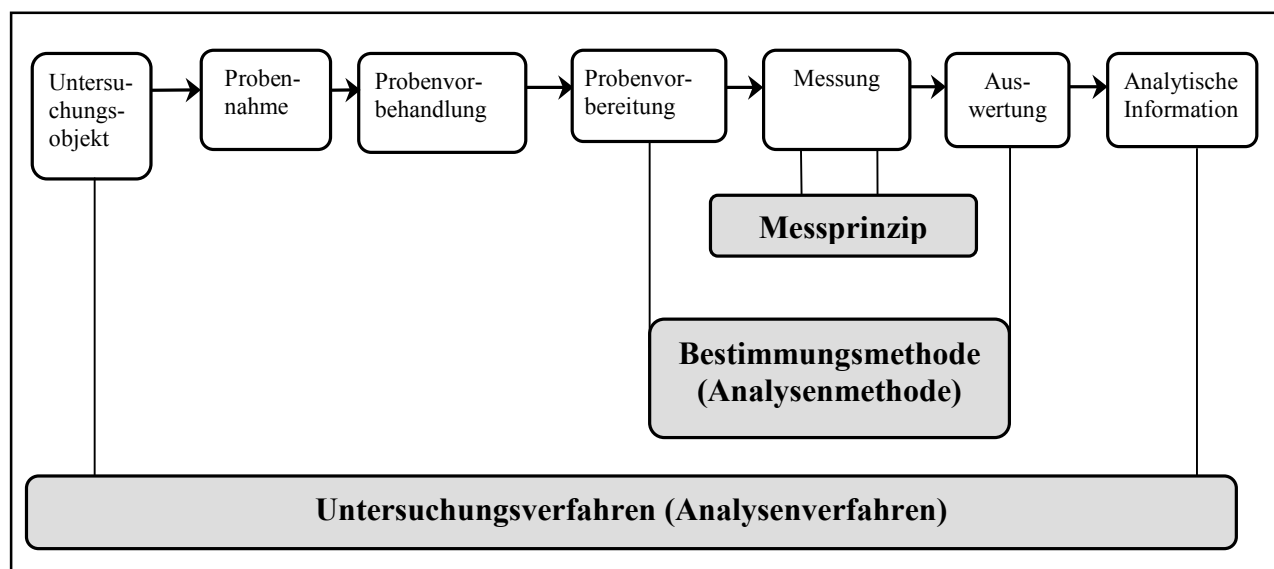 Untersu-
chungs-
objekt
Proben-
nahme
Probenvor-
behandlung
Probenvor-
bereitung
Messung
Aus-
wertung
Analytische
Information
Messprinzip
Bestimmungsmethode
(Analysenmethode)
Untersuchungsverfahren (Analysenverfahren)